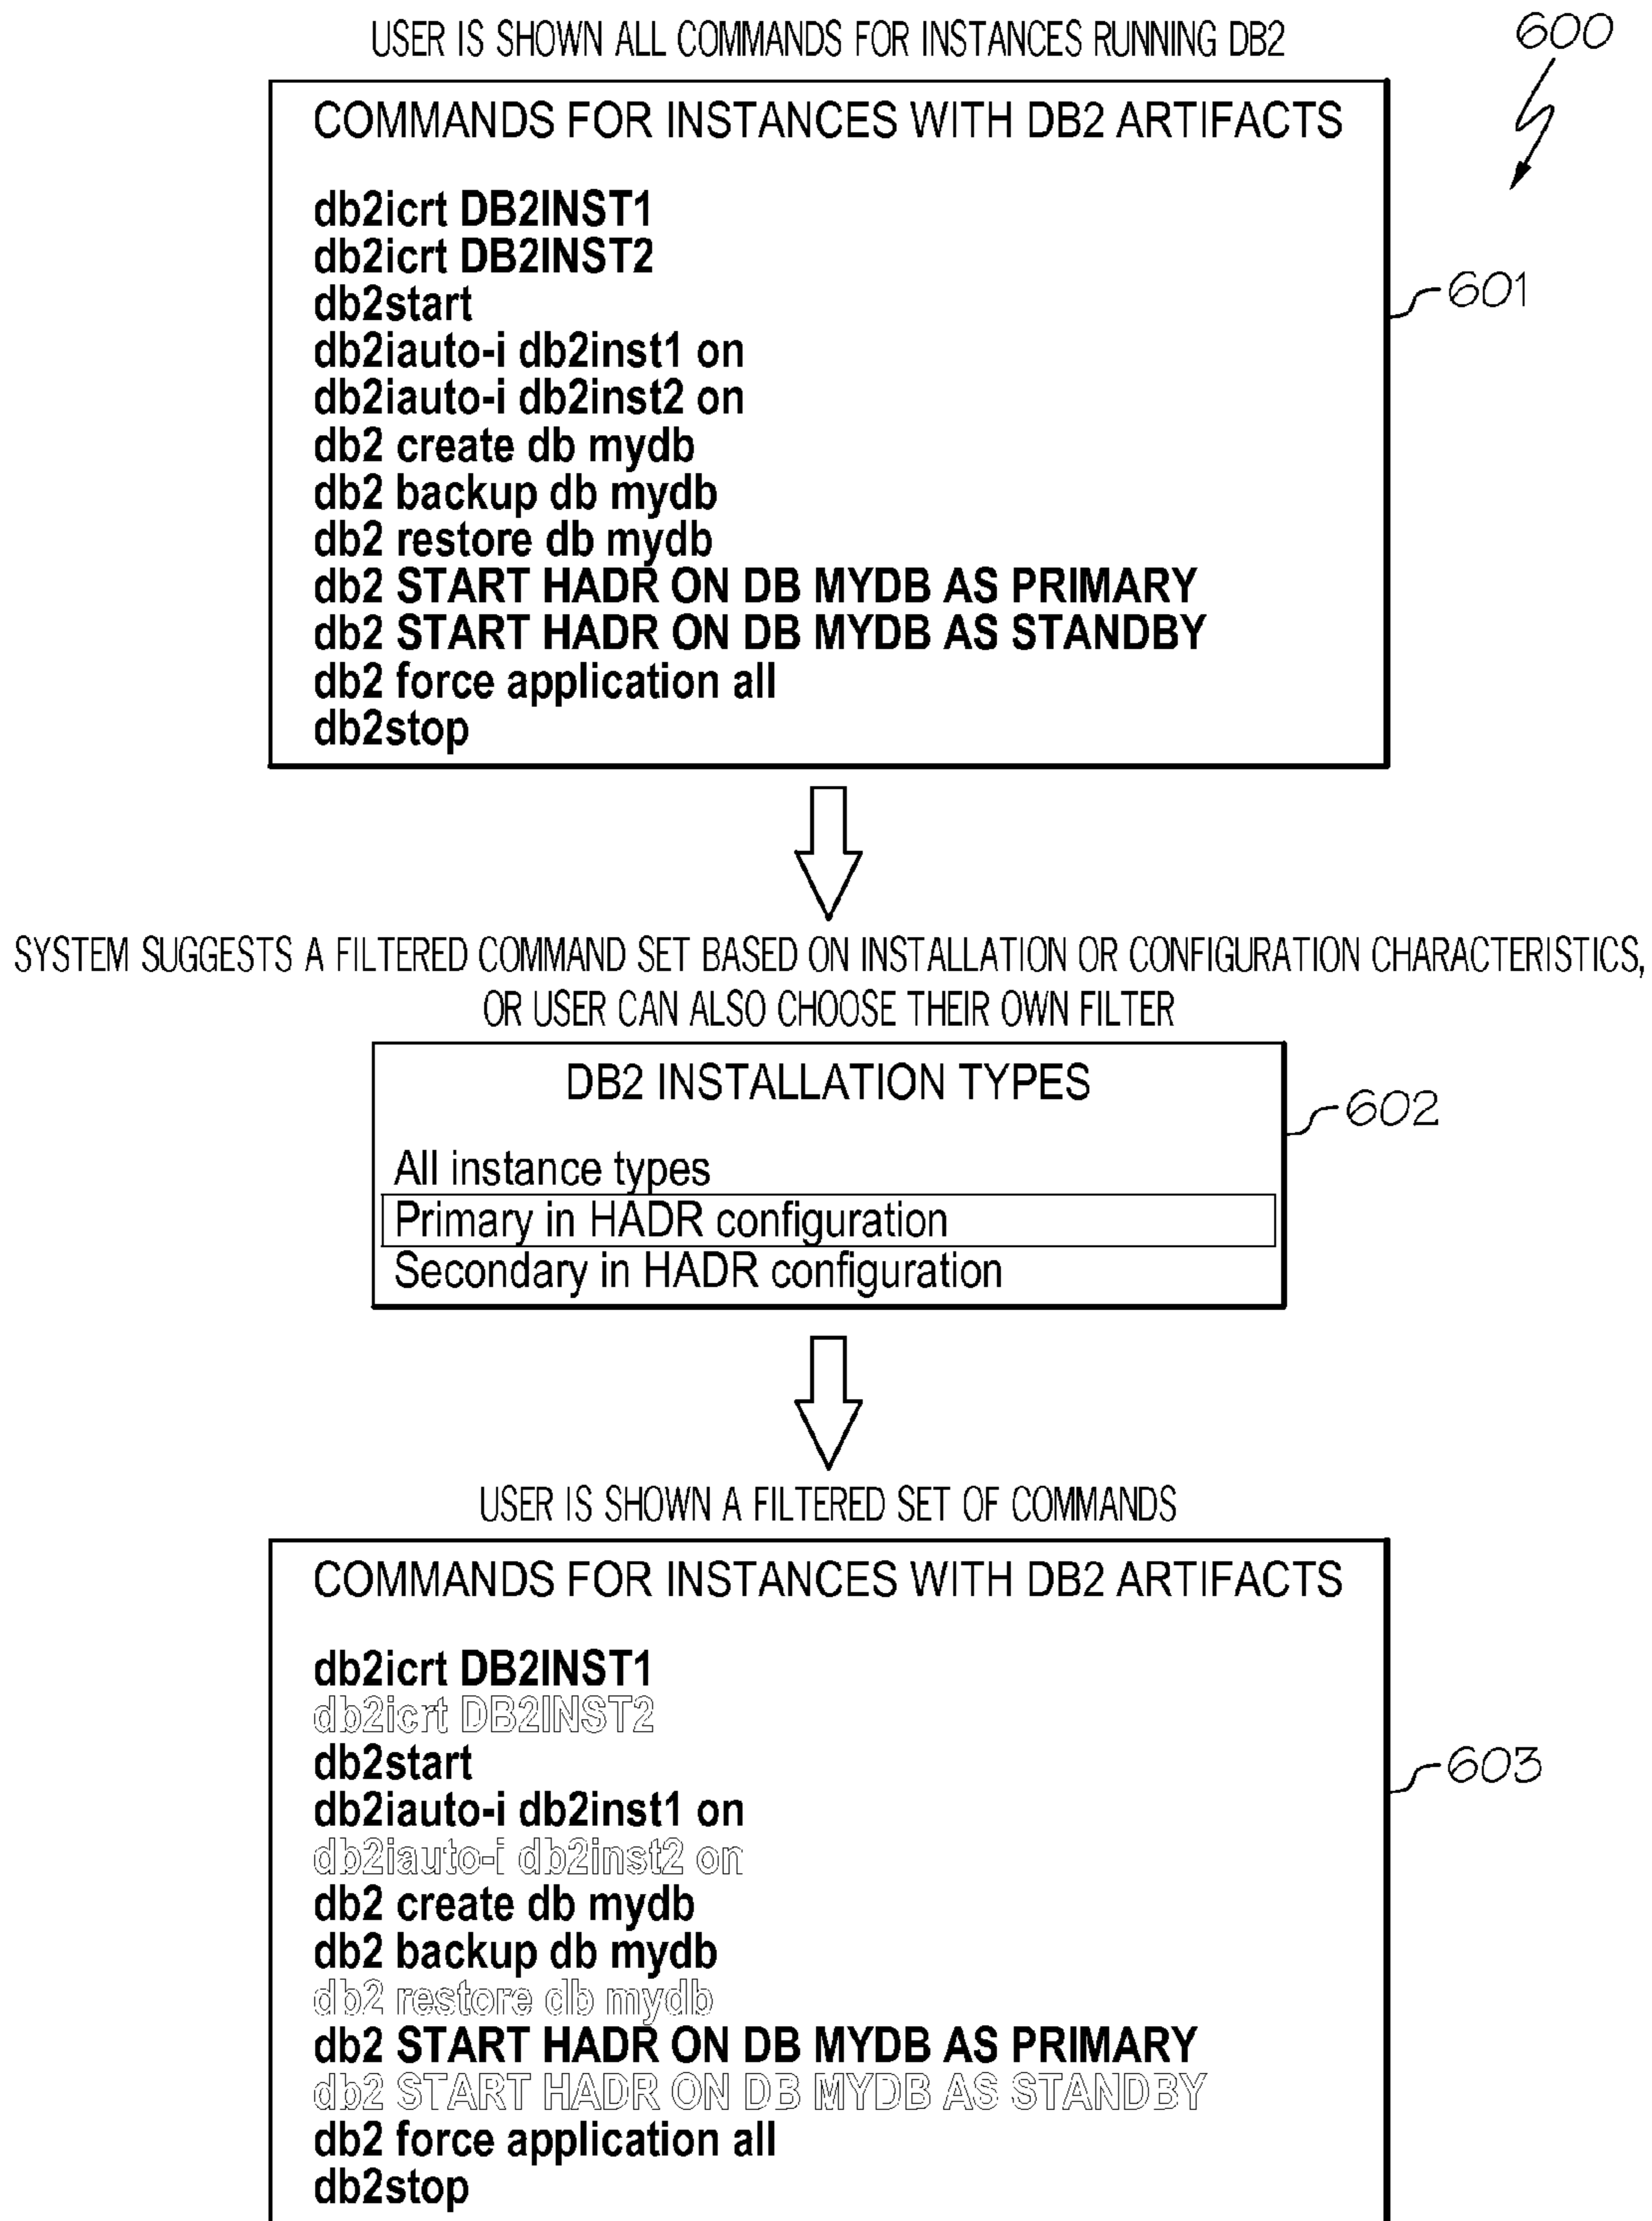 USER IS SHOWN ALL COMMANDS FOR INSTANCES RUNNING DB2
600
COMMANDS FOR INSTANCES WITH DB2 ARTIFACTS
db2icrt DB2INST1
db2icrt DB2INST2
db2start
db2iauto-i db2inst1 on
db2iauto-i db2inst2 on
db2 create db mydb
db2 backup db mydb
db2 restore db mydb
db2 START HADR ON DB MYDB AS PRIMARY
db2 START HADR ON DB MYDB AS STANDBY
db2 force application all
db2stop
601
SYSTEM SUGGESTS A FILTERED COMMAND SET BASED ON INSTALLATION OR CONFIGURATION CHARACTERISTICS,
OR USER CAN ALSO CHOOSE THEIR OWN FILTER
DB2 INSTALLATION TYPES
All instance types
Primary in HADR configuration
Secondary in HADR configuration
602
USER IS SHOWN A FILTERED SET OF COMMANDS
COMMANDS FOR INSTANCES WITH DB2 ARTIFACTS
db2icrt DB2INST1
db2icrt DB2INST2
db2start
db2iauto-i db2inst1 on
db2iauto-i db2inst2 on
db2 create db mydb
db2 backup db mydb
db2 restore db mydb
db2 START HADR ON DB MYDB AS PRIMARY
db2 START HADR ON DB MYDB AS STANDBY
db2 force application all
db2stop
603